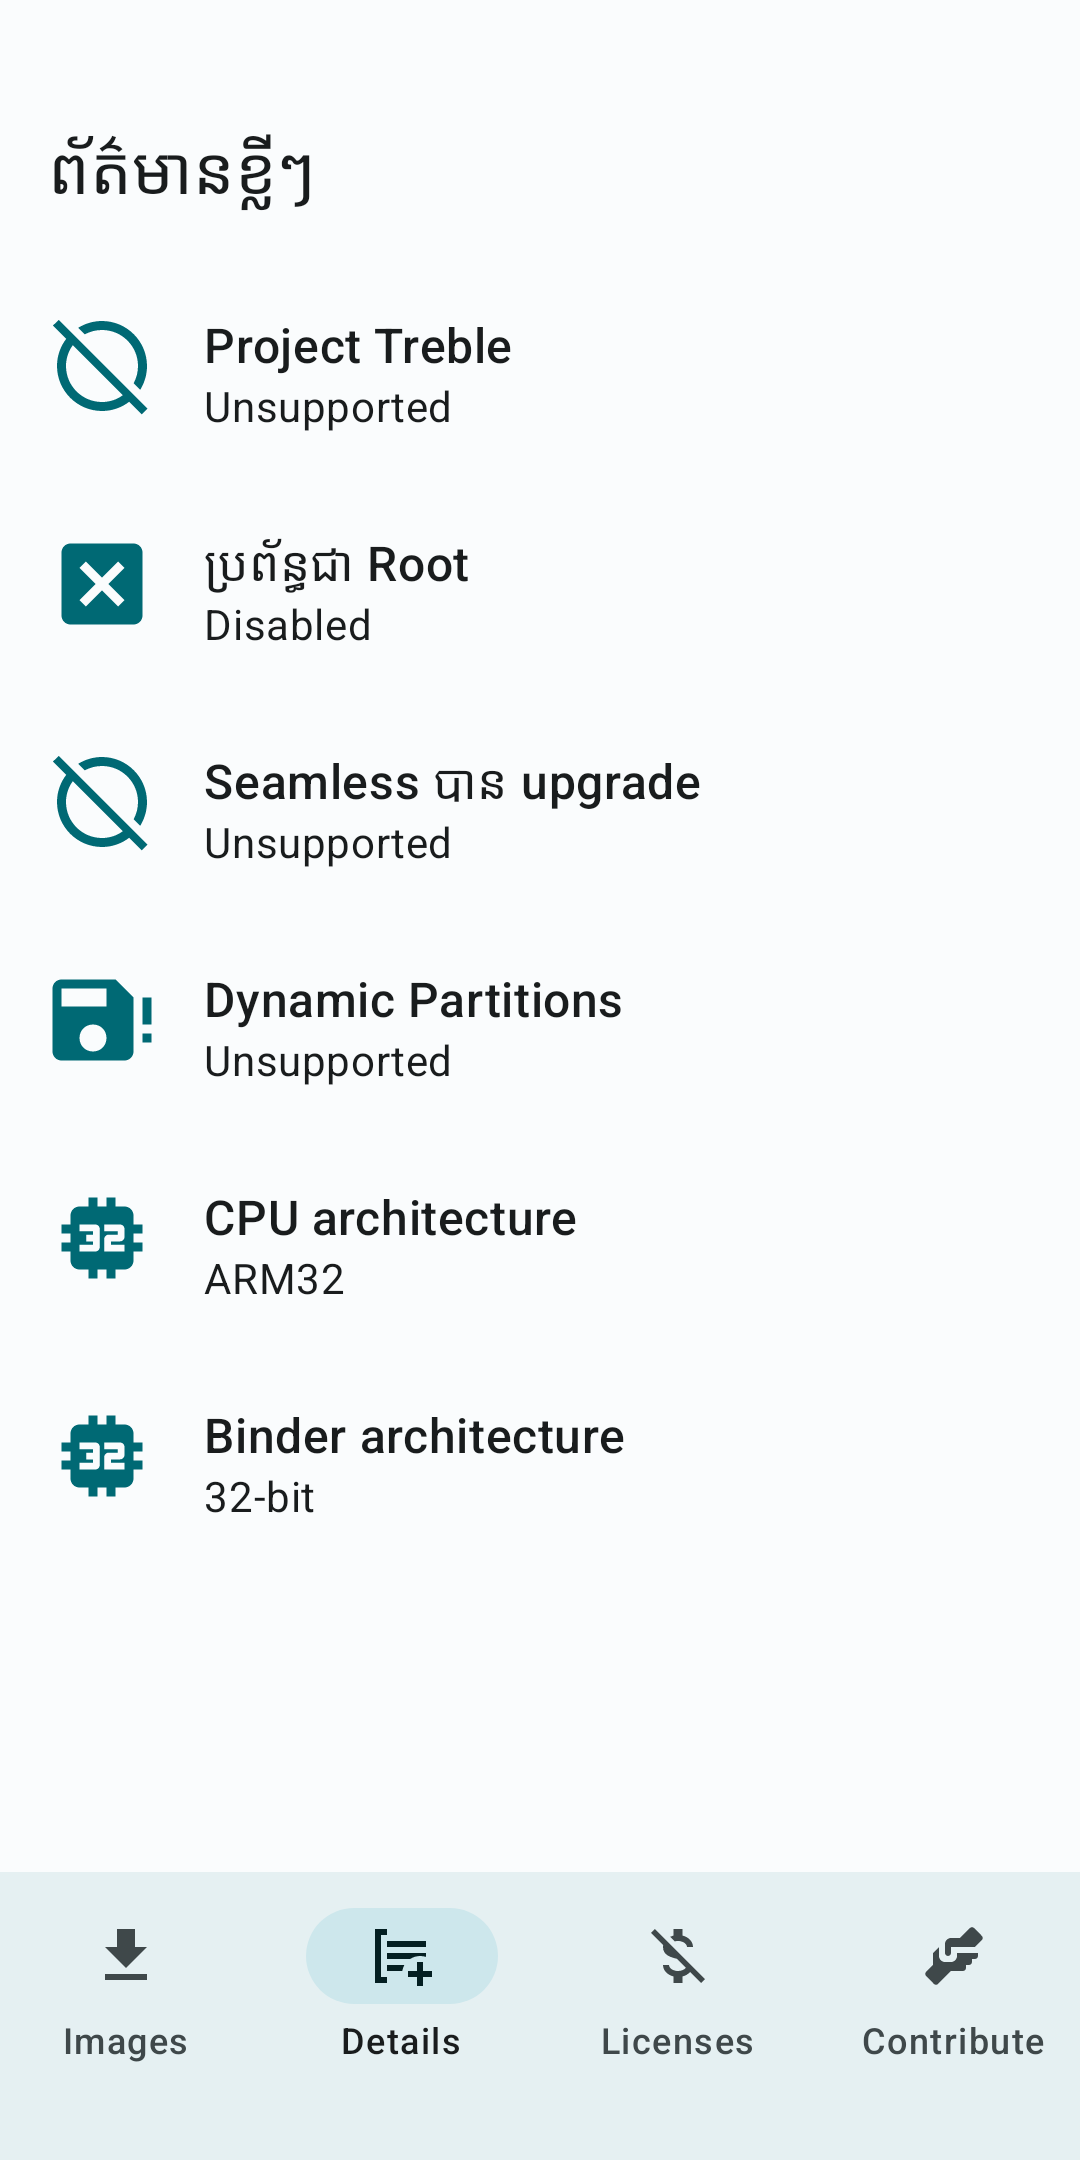 ព័ត៌មានខ្លីៗ
Project Treble
Unsupported
ប្រព័ន្ធជា Root
Disabled
Seamless បាន upgrade
Unsupported
Dynamic Partitions
Unsupported
32
CPU architecture
ARM32
32
Binder architecture
32-bit
Images
Details
Licenses
Contribute